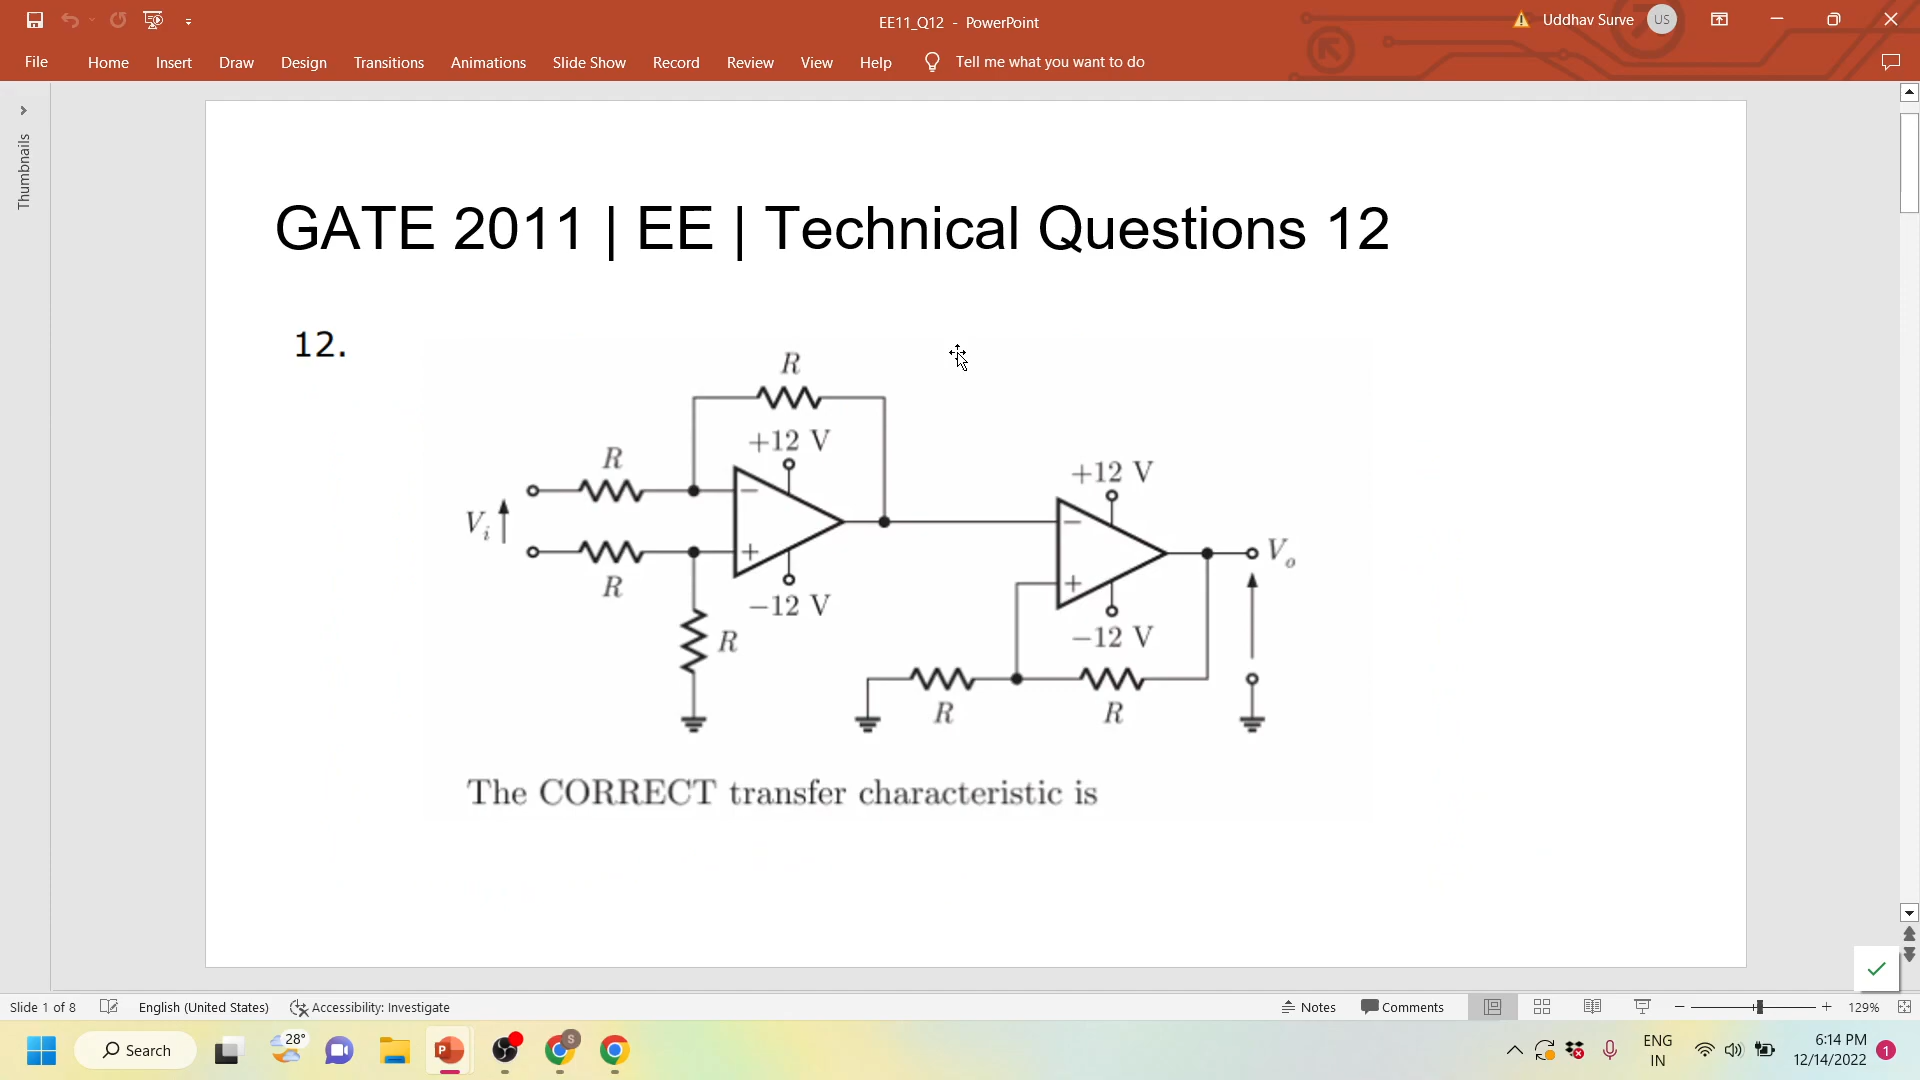 EE11_Q12 - PowerPoint
Uddhav Surve
US
File
Home
Insert
Draw
Design
Transitions
Animations
Slide Show
Record
Review
View
Help
Tell me what you want to do
Thumbnails
GATE 2011 | EE | Technical Questions 12
12.
R
+12 V
R
+12 V
−
−
Vi
Vo
+
+
R
−12 V
−12 V
R
R
R
The CORRECT transfer characteristic is
Slide 1 of 8
English (United States)
Accessibility: Investigate
Notes
Comments
129%
28°
S
Search
P
ENG
IN
6:14 PM
12/14/2022
1